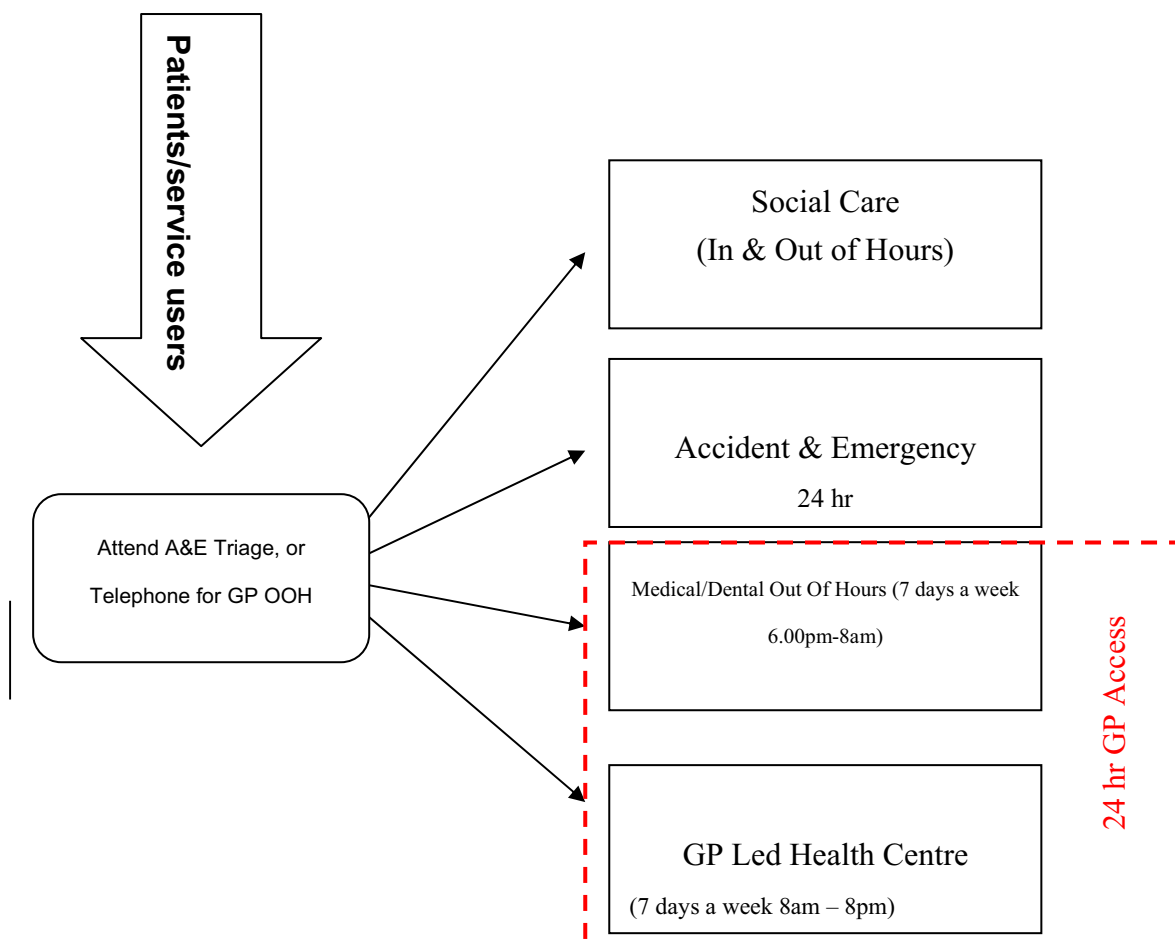 Patients/service users
Attend A&E Triage, or
Telephone for GP OOH
Social Care
(In & Out of Hours)
Accident & Emergency
24 hr
Medical/Dental Out Of Hours (7 days a week
6.00pm-8am)
GP Led Health Centre
(7 days a week 8am – 8pm)
24 hr GP Access